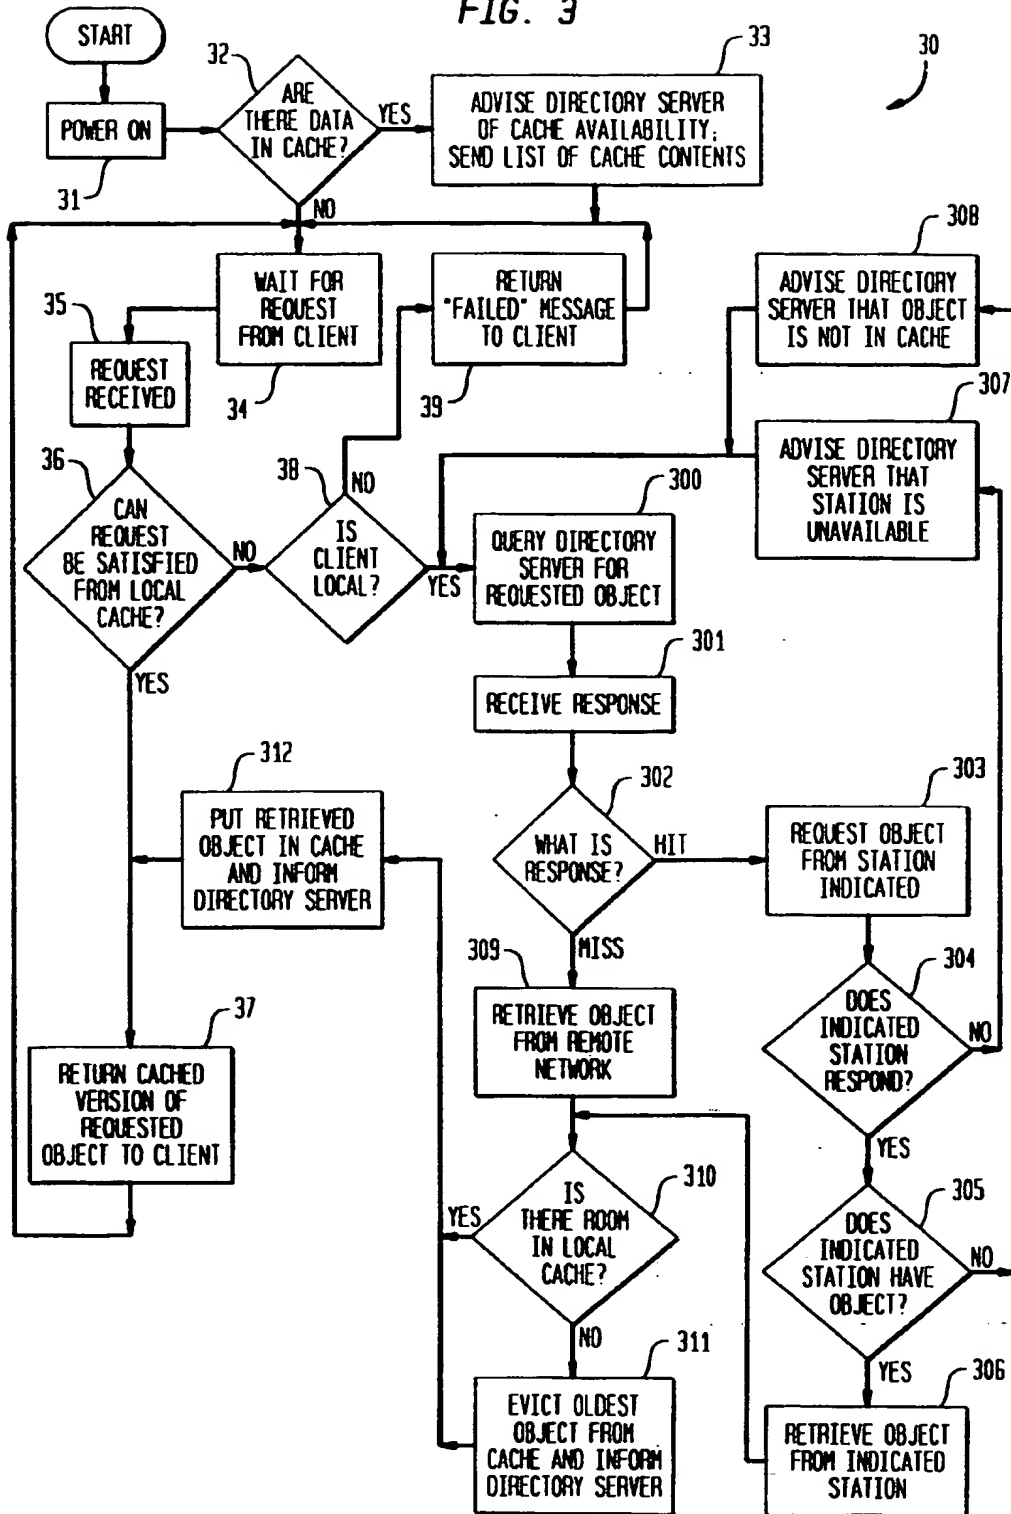 FIG. 3
START
30
POWER ON
31
32
ARE
THERE DATA
IN CACHE?
YES
NO
33
ADVISE DIRECTORY SERVER
OF CACHE AVAILABILITY;
SEND LIST OF CACHE CONTENTS
WAIT FOR
REQUEST
FROM CLIENT
34
35
REQUEST
RECEIVED
RETURN
"FAILED" MESSAGE
TO CLIENT
39
308
ADVISE DIRECTORY
SERVER THAT OBJECT
IS NOT IN CACHE
307
ADVISE DIRECTORY
SERVER THAT
STATION IS
UNAVAILABLE
36
CAN
REQUEST
BE SATISFIED
FROM LOCAL
CACHE?
NO
YES
38
NO
IS
CLIENT
LOCAL?
YES
300
QUERY DIRECTORY
SERVER FOR
REQUESTED OBJECT
301
RECEIVE RESPONSE
302
WHAT IS
RESPONSE?
HIT
MISS
303
REQUEST OBJECT
FROM STATION
INDICATED
312
PUT RETRIEVED
OBJECT IN CACHE
AND INFORM
DIRECTORY SERVER
309
RETRIEVE OBJECT
FROM REMOTE
NETWORK
304
DOES
INDICATED
STATION
RESPOND?
NO
YES
37
RETURN CACHED
VERSION OF
REQUESTED
OBJECT TO CLIENT
310
IS
THERE ROOM
IN LOCAL
CACHE?
YES
NO
305
DOES
INDICATED
STATION HAVE
OBJECT?
NO
YES
311
EVICT OLDEST
OBJECT FROM
CACHE AND INFORM
DIRECTORY SERVER
306
RETRIEVE OBJECT
FROM INDICATED
STATION